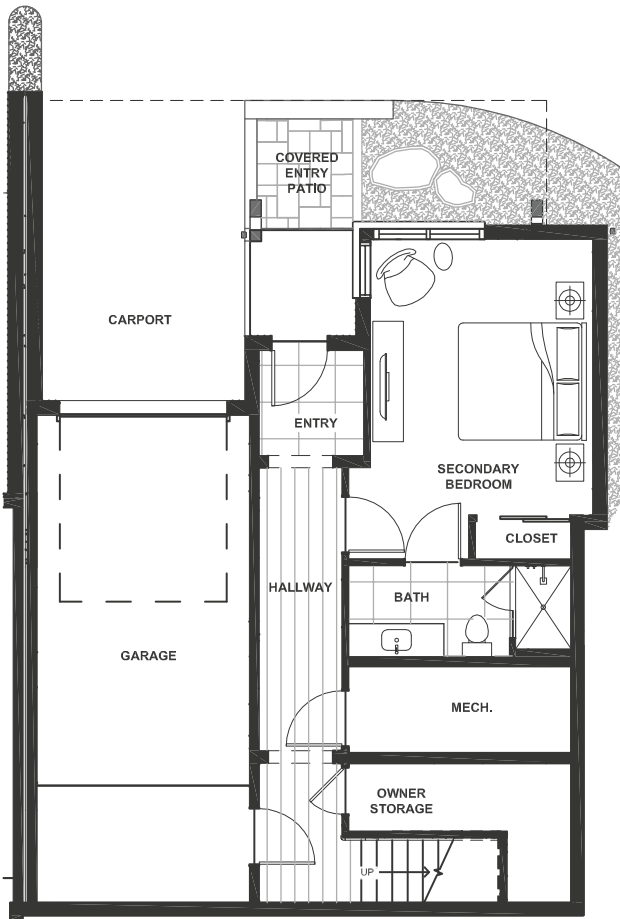 COVERED
ENTRY
PATIO
CARPORT
ENTRY
SECONDARY
BEDROOM
CLOSET
HALLWAY
BATH
GARAGE
MECH.
OWNER
STORAGE
UP